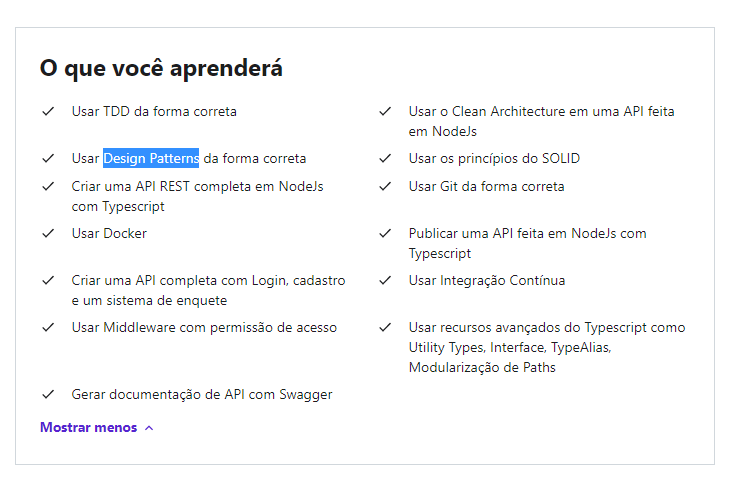 O que você aprenderá
Usar TDD da forma correta
Usar o Clean Architecture em uma API feita
em NodeJs
Usar Design Patterns da forma correta
Usar os princípios do SOLID
Criar uma API REST completa em NodeJs
com Typescript
Usar Git da forma correta
Usar Docker
Publicar uma API feita em NodeJs com
Typescript
Criar uma API completa com Login, cadastro
e um sistema de enquete
Usar Integração Contínua
Usar Middleware com permissão de acesso
Usar recursos avançados do Typescript como
Utility Types, Interface, TypeAlias,
Modularização de Paths
Gerar documentação de API com Swagger
Mostrar menos